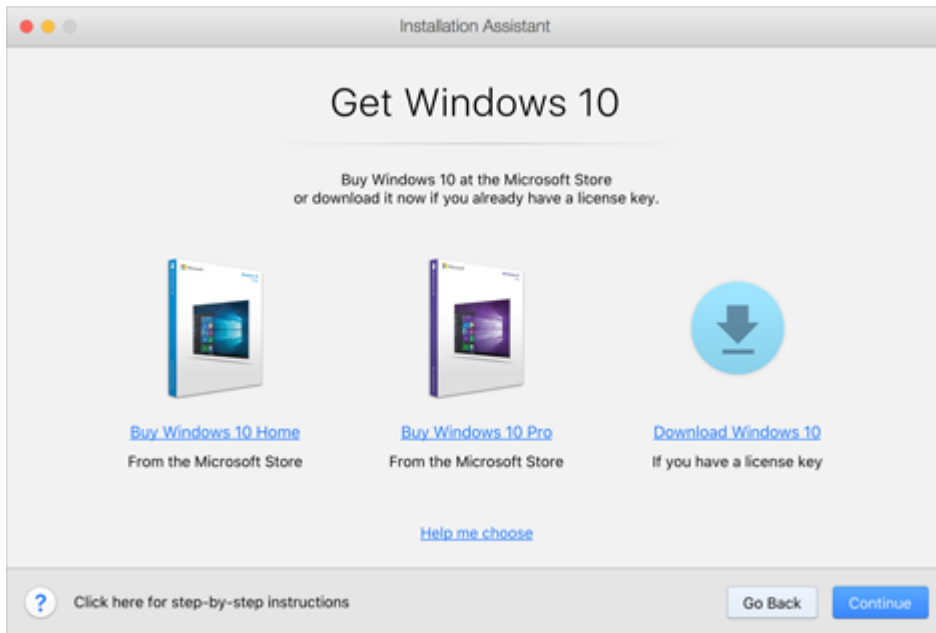 Installation Assistant
Get Windows 10
Buy Windows 10 at the Microsoft Store
or download it now if you already have a license key.
Buy Windows 10 Home
From the Microsoft Store
Buy Windows 10 Pro
From the Microsoft Store
Download Windows 10
If you have a license key
Help me choose
?
Click here for step-by-step instructions
Go Back
Continue